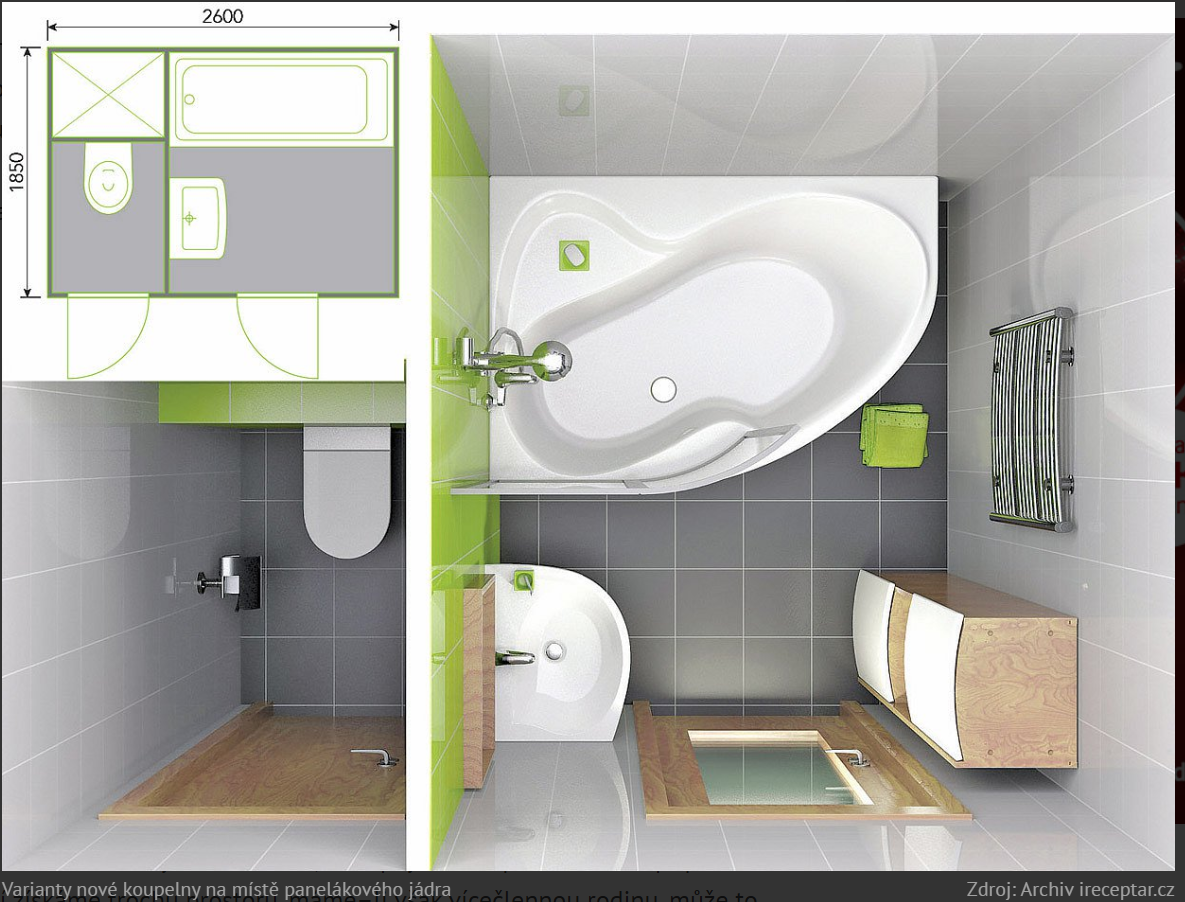 2600
1850
Varianty nové koupelny na místě panelákového jádra
Zdroj: Archiv ireceptar.cz